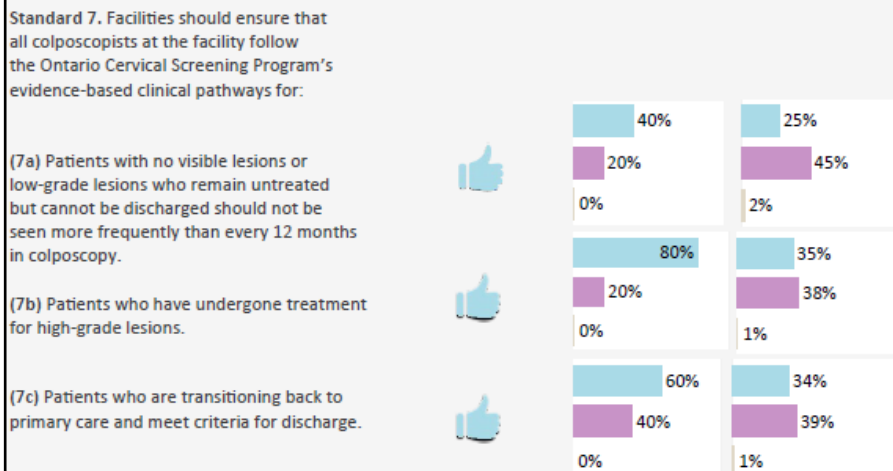 Standard 7. Facilities should ensure that
all colposcopists at the facility follow
the Ontario Cervical Screening Program's
evidence-based clinical pathways for:
40% 25%
(7a) Patients with no visible lesions or
low-grade lesions who remain untreated
but cannot be discharged should not be
seen more frequently than every 12 months
in colposcopy.
20% 45%
0% 2%
80% 35%
(7b) Patients who have undergone treatment
for high-grade lesions.
20% 38%
0% 1%
60% 34%
(7c) Patients who are transitioning back to
primary care and meet criteria for discharge.
40% 39%
0% 1%